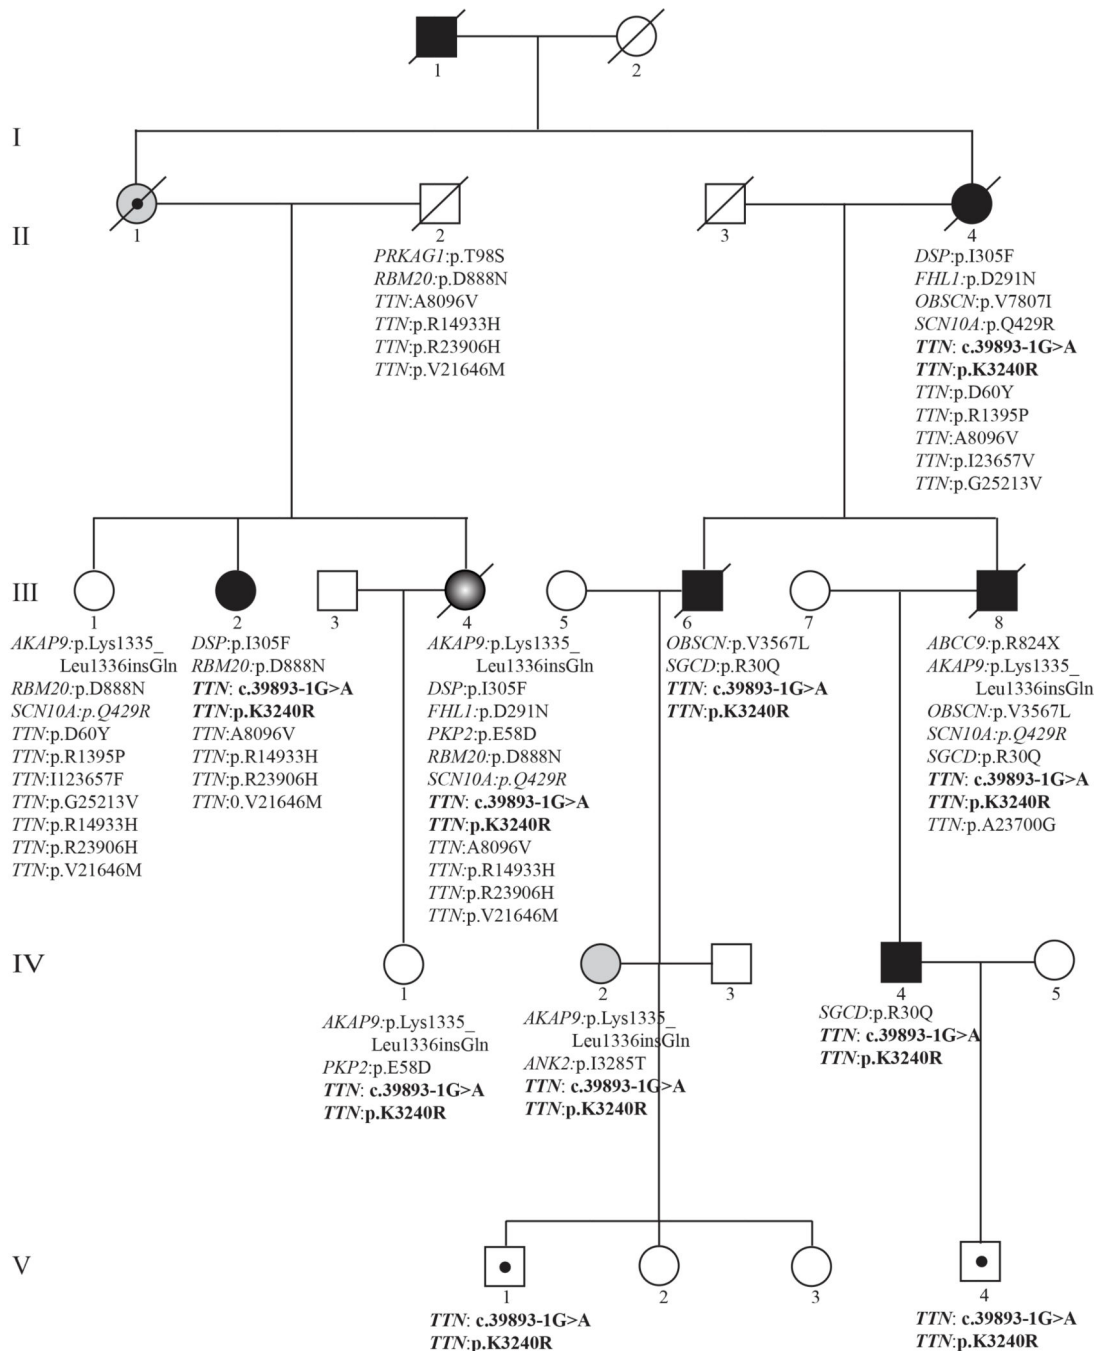 1
2
I
1
2
3
4
II
PRKAG1:p.T98S
RBM20:p.D888N
TTN:A8096V
TTN:p.R14933H
TTN:p.R23906H
TTN:p.V21646M
DSP:p.I305F
FHL1:p.D291N
OBSCN:p.V7807I
SCN10A:p.Q429R
TTN: c.39893-1G>A
TTN:p.K3240R
TTN:p.D60Y
TTN:p.R1395P
TTN:A8096V
TTN:p.I23657V
TTN:p.G25213V
III
1
2
3
4
5
6
7
8
AKAP9:p.Lys1335_
Leu1336insGln
RBM20:p.D888N
SCN10A:p.Q429R
TTN:p.D60Y
TTN:p.R1395P
TTN:I123657F
TTN:p.G25213V
TTN:p.R14933H
TTN:p.R23906H
TTN:p.V21646M
DSP:p.I305F
RBM20:p.D888N
TTN: c.39893-1G>A
TTN:p.K3240R
TTN:A8096V
TTN:p.R14933H
TTN:p.R23906H
TTN:0.V21646M
AKAP9:p.Lys1335_
Leu1336insGln
DSP:p.I305F
FHL1:p.D291N
PKP2:p.E58D
RBM20:p.D888N
SCN10A:p.Q429R
TTN: c.39893-1G>A
TTN:p.K3240R
TTN:A8096V
TTN:p.R14933H
TTN:p.R23906H
TTN:p.V21646M
OBSCN:p.V3567L
SGCD:p.R30Q
TTN: c.39893-1G>A
TTN:p.K3240R
ABCC9:p.R824X
AKAP9:p.Lys1335_
Leu1336insGln
OBSCN:p.V3567L
SCN10A:p.Q429R
SGCD:p.R30Q
TTN: c.39893-1G>A
TTN:p.K3240R
TTN:p.A23700G
IV
1
2
3
4
5
AKAP9:p.Lys1335_
Leu1336insGln
PKP2:p.E58D
TTN: c.39893-1G>A
TTN:p.K3240R
AKAP9:p.Lys1335_
Leu1336insGln
ANK2:p.I3285T
TTN: c.39893-1G>A
TTN:p.K3240R
SGCD:p.R30Q
TTN: c.39893-1G>A
TTN:p.K3240R
V
1
2
3
4
TTN: c.39893-1G>A
TTN:p.K3240R
TTN: c.39893-1G>A
TTN:p.K3240R